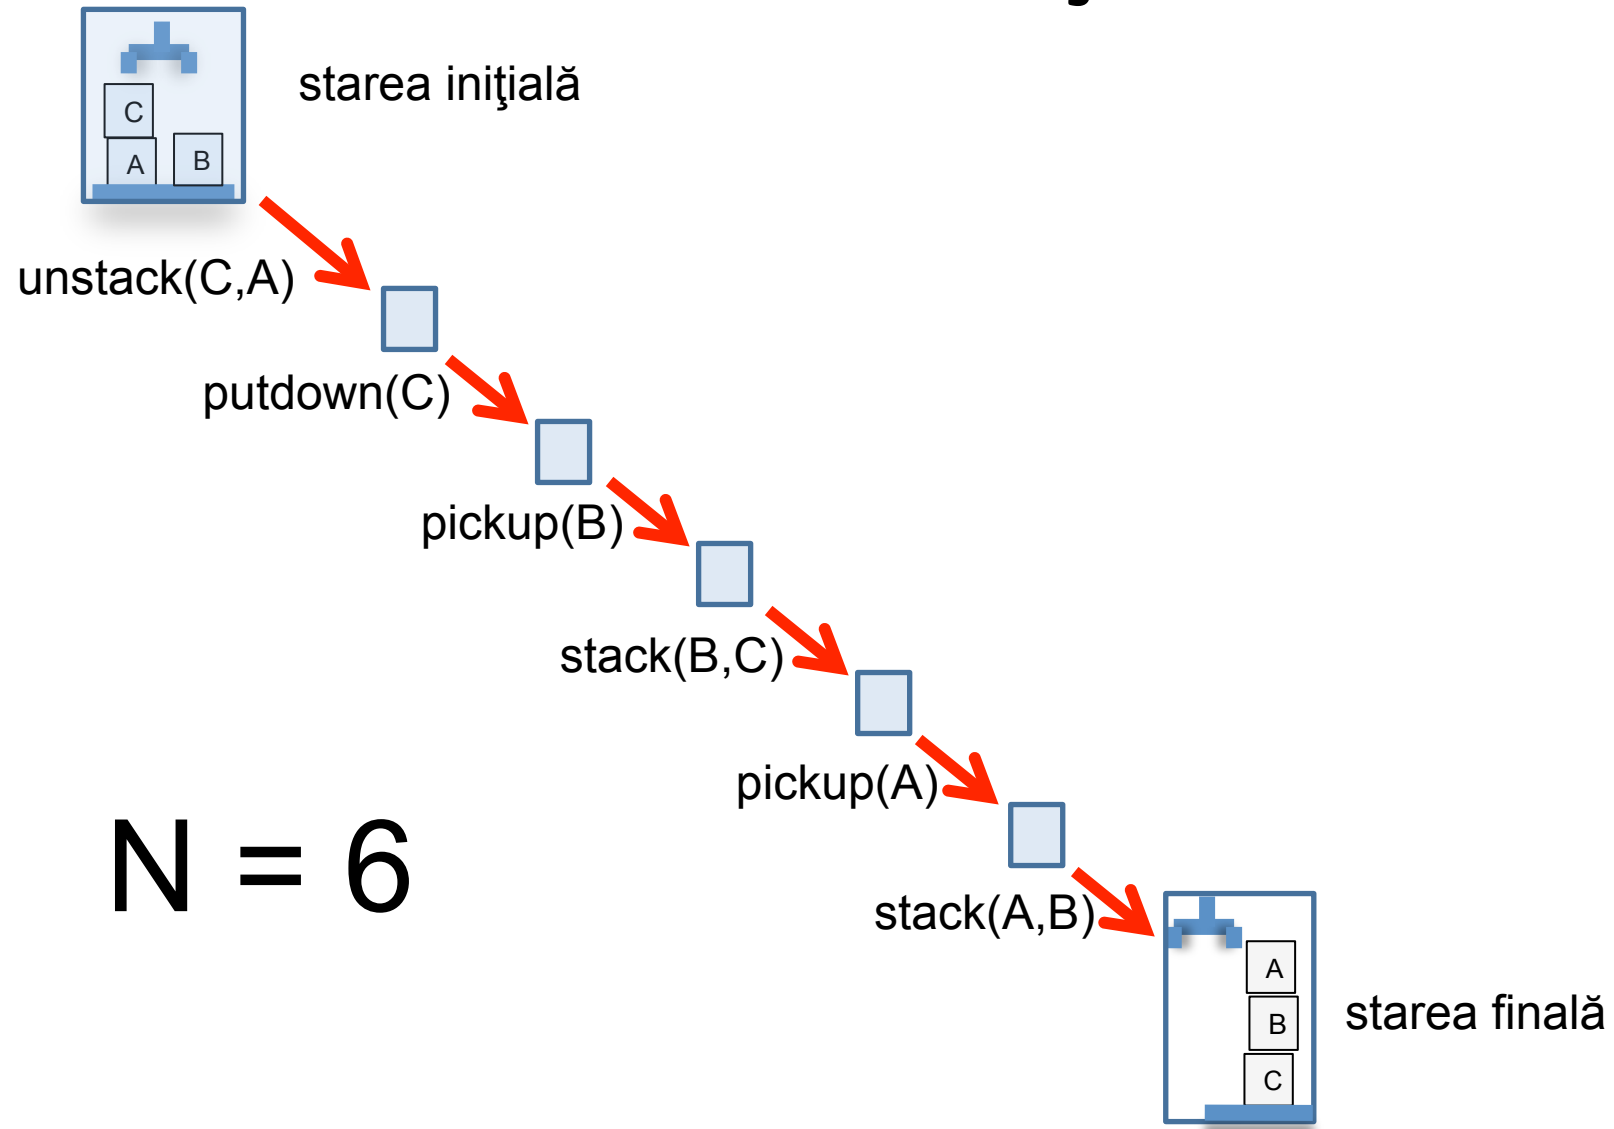 starea iniţială
C
A B
unstack(C,A)
putdown(C)
pickup(B)
stack(B,C)
pickup(A)
N = 6
stack(A,B)
A
B
C
starea finală